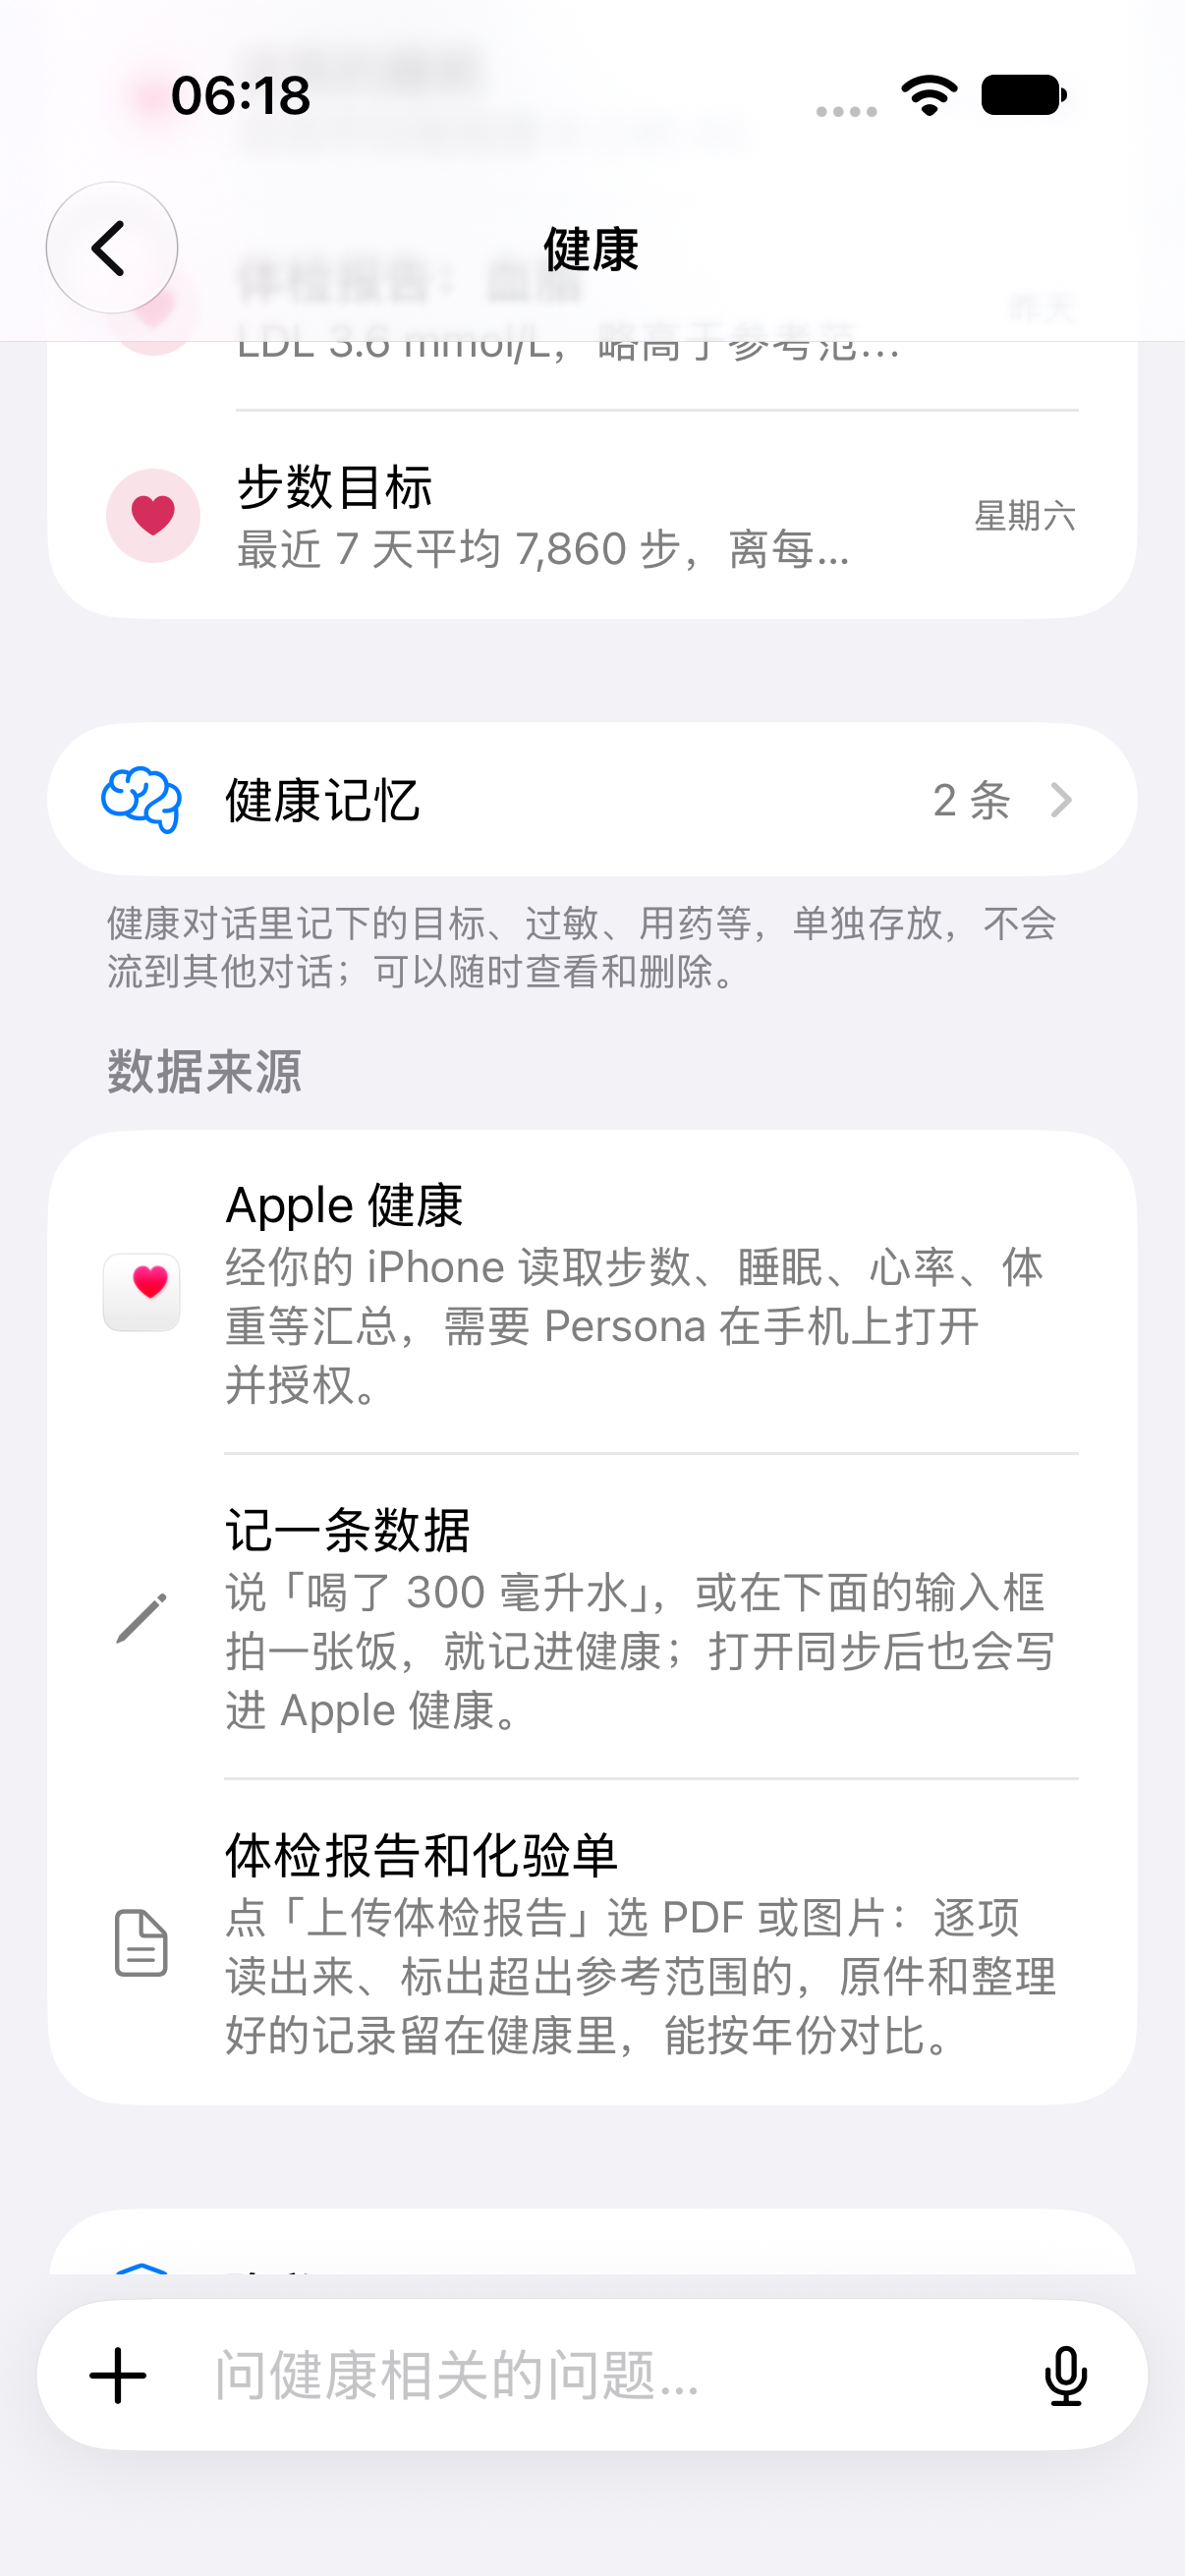 06:18
健康
体检报告：血脂
昨天
LDL 3.6 mmol/L，略高于参考范…
步数目标
最近 7 天平均 7,860 步，离每…
星期六
健康记忆
2 条
健康对话里记下的目标、过敏、用药等，单独存放，不会
流到其他对话；可以随时查看和删除。
数据来源
Apple 健康
经你的 iPhone 读取步数、睡眠、心率、体
重等汇总，需要 Persona 在手机上打开
并授权。
记一条数据
说「喝了 300 毫升水」，或在下面的输入框
拍一张饭，就记进健康；打开同步后也会写
进 Apple 健康。
体检报告和化验单
点「上传体检报告」选 PDF 或图片：逐项
读出来、标出超出参考范围的，原件和整理
好的记录留在健康里，能按年份对比。
问健康相关的问题…